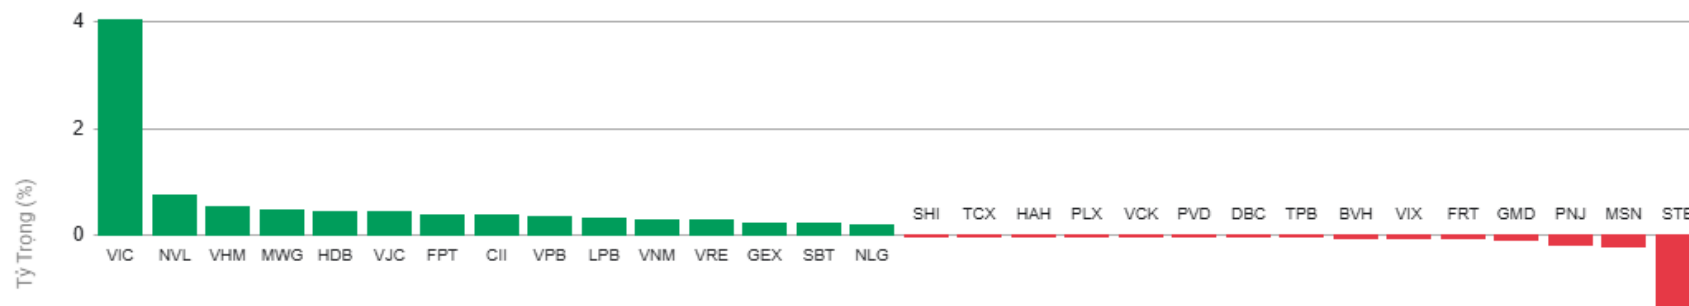 4
2
0
Tỷ Trọng (%)
SHI TCX HAH PLX VCK PVD DBC TPB BVH VIX FRT GMD PNJ MSN STB
VIC NVL VHM MWG HDB VJC FPT CII VPB LPB VNM VRE GEX SBT NLG